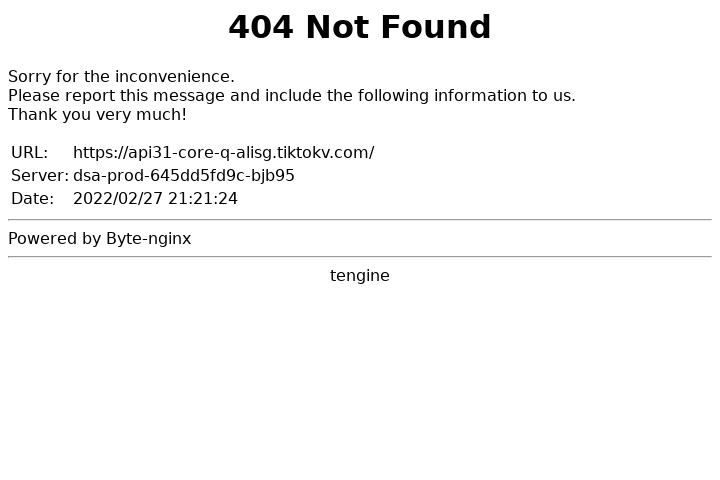 404 Not Found
Sorry for the inconvenience.
Please report this message and include the following information to us.
Thank you very much!
URL: https://api31-core-q-alisg.tiktokv.com/
Server: dsa-prod-645dd5fd9c-bjb95
Date: 2022/02/27 21:21:24
Powered by Byte-nginx
tengine